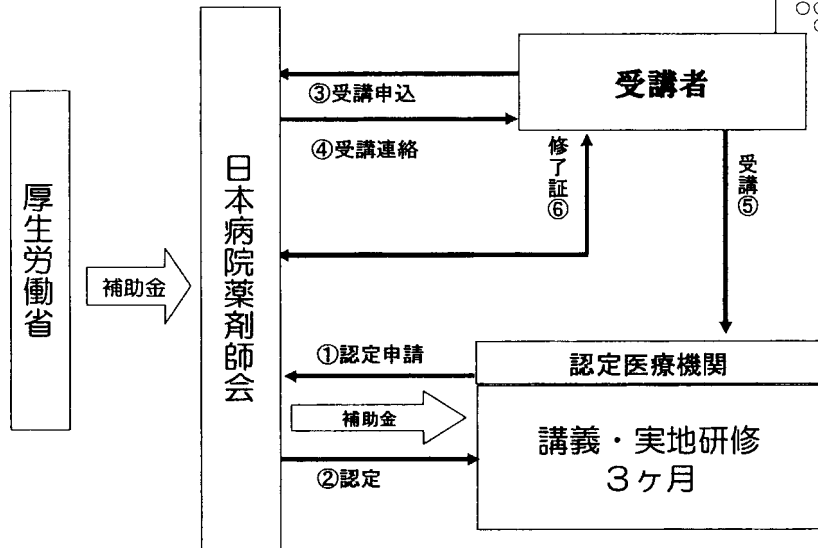 厚生労働省
補助金
日本病院薬剤師会
③受講申込
④受講連絡
受講者
修了証⑥
受講⑤
①認定申請
補助金
②認定
認定医療機関
講義・実地研修
3ヶ月